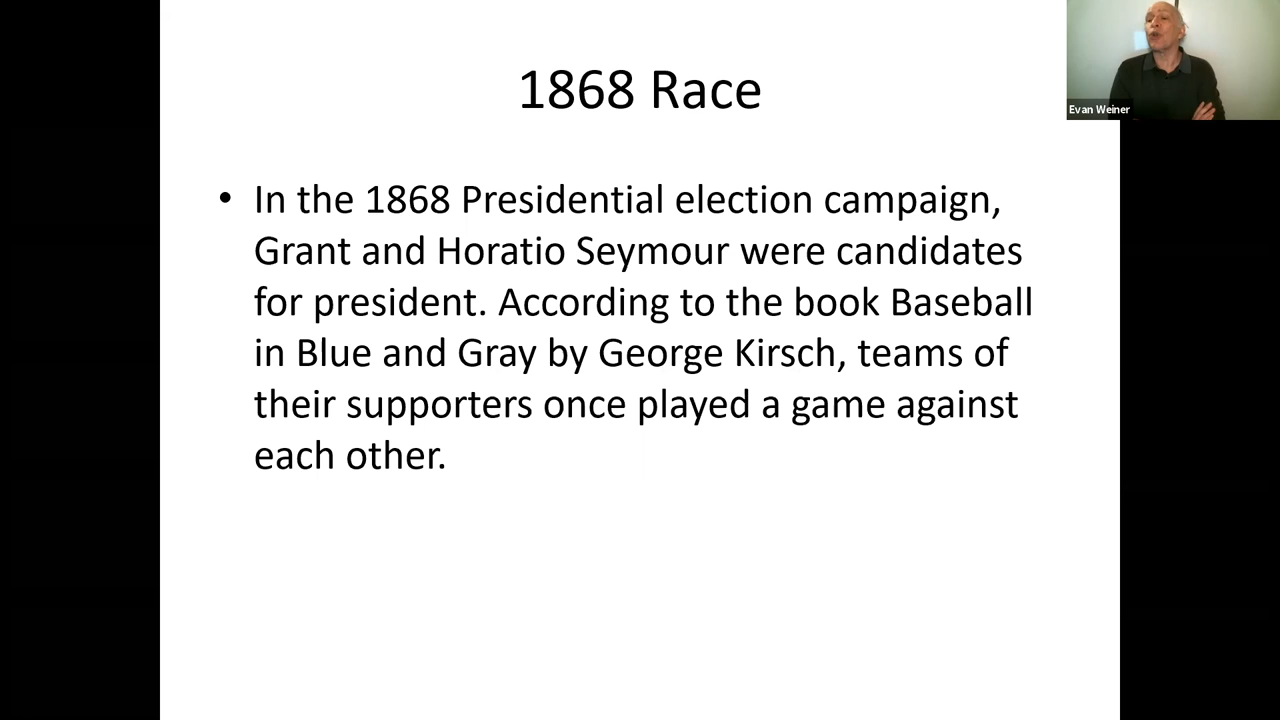 1868 Race
Evan Weiner
• In the 1868 Presidential election campaign,
Grant and Horatio Seymour were candidates
for president. According to the book Baseball
in Blue and Gray by George Kirsch, teams of
their supporters once played a game against
each other.